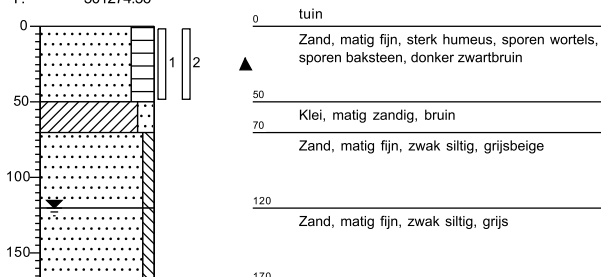 0
50
100
150
1
2
0
tuin
Zand, matig fijn, sterk humeus, sporen wortels,
sporen baksteen, donker zwartbruin
50
Klei, matig zandig, bruin
70
Zand, matig fijn, zwak siltig, grijsbeige
120
Zand, matig fijn, zwak siltig, grijs
170